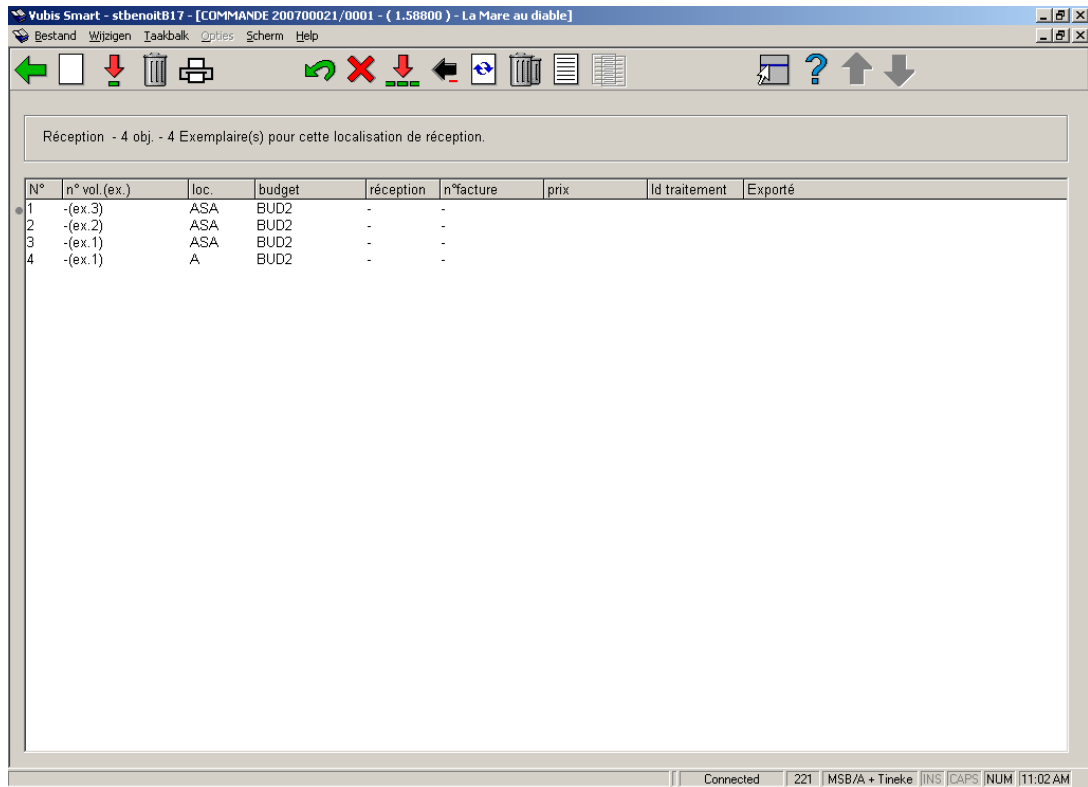 Vubis Smart - stbenoitB17 - [COMMANDE 200700021/0001 - ( 1.58800 ) - La Mare au diable]
Bestand Wijzigen Taakbalk Opties Scherm Help
Réception - 4 obj. - 4 Exemplaire(s) pour cette localisation de réception.
N° n° vol.(ex.) loc. budget réception n°facture prix Id traitement Exporté
1 -(ex.3) ASA BUD2 - -
2 -(ex.2) ASA BUD2 - -
3 -(ex.1) ASA BUD2 - -
4 -(ex.1) A BUD2 - -
Connected 221 MSB/A + Tineke INS CAPS NUM 11:02 AM